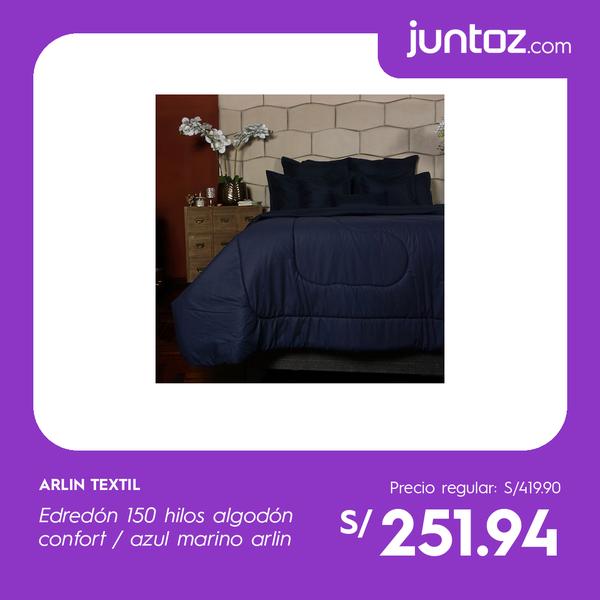 juntoz.com
ARLIN TEXTIL
Edredón 150 hilos algodón
confort / azul marino arlin
Precio regular: S/419.90
S/ 251.94